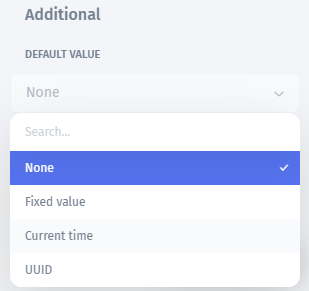 Additional
DEFAULT VALUE
None
Search...
None
Fixed value
Current time
UUID